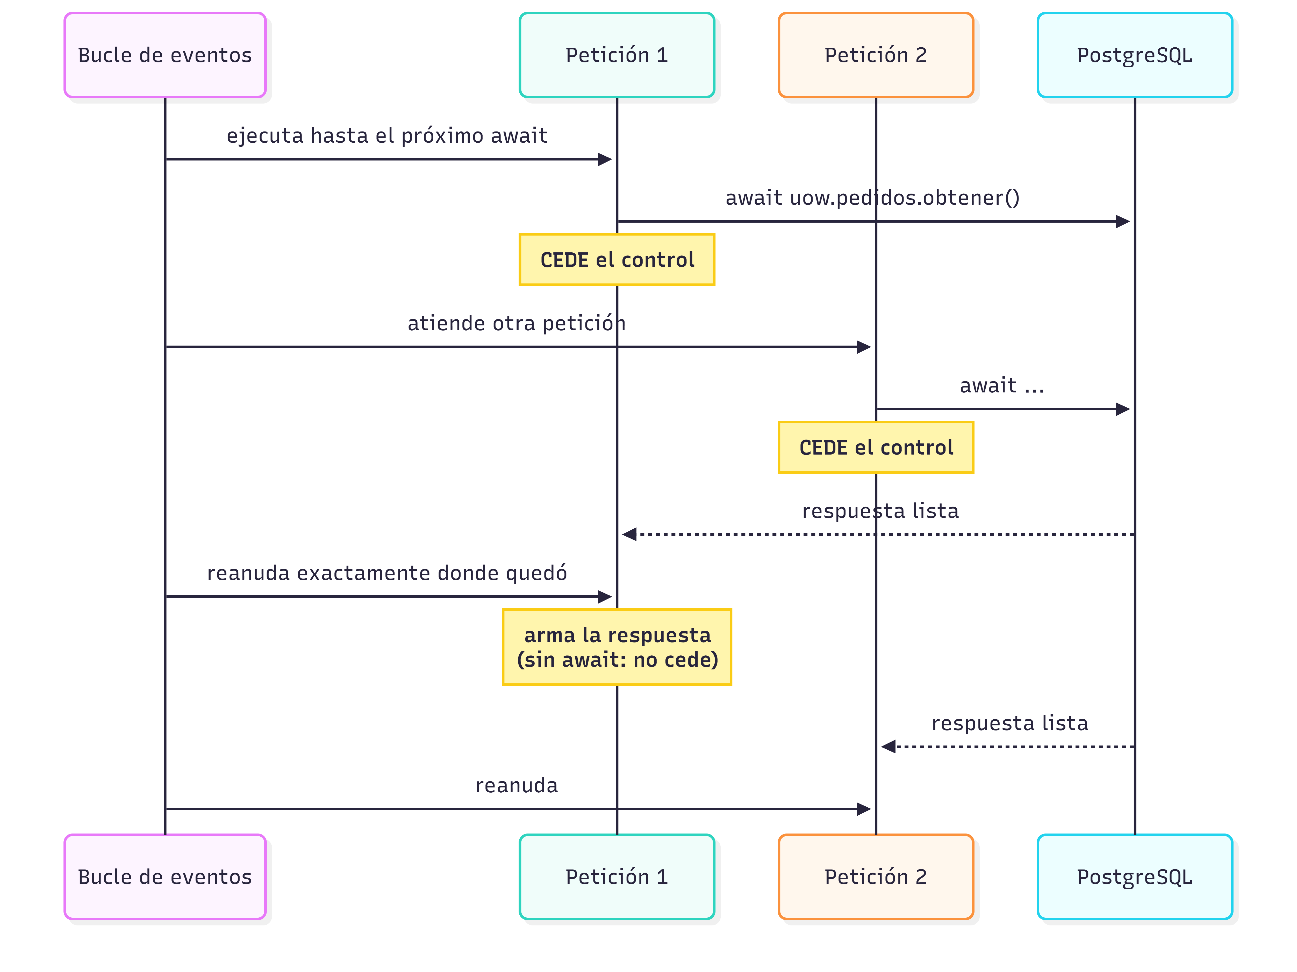 Bucle de eventos
Petición 1
Petición 2
PostgreSQL
ejecuta hasta el próximo await
await uow.pedidos.obtener()
CEDE el control
atiende otra petición
await ...
CEDE el control
respuesta lista
reanuda exactamente donde quedó
arma la respuesta
(sin await: no cede)
respuesta lista
reanuda
Bucle de eventos
Petición 1
Petición 2
PostgreSQL